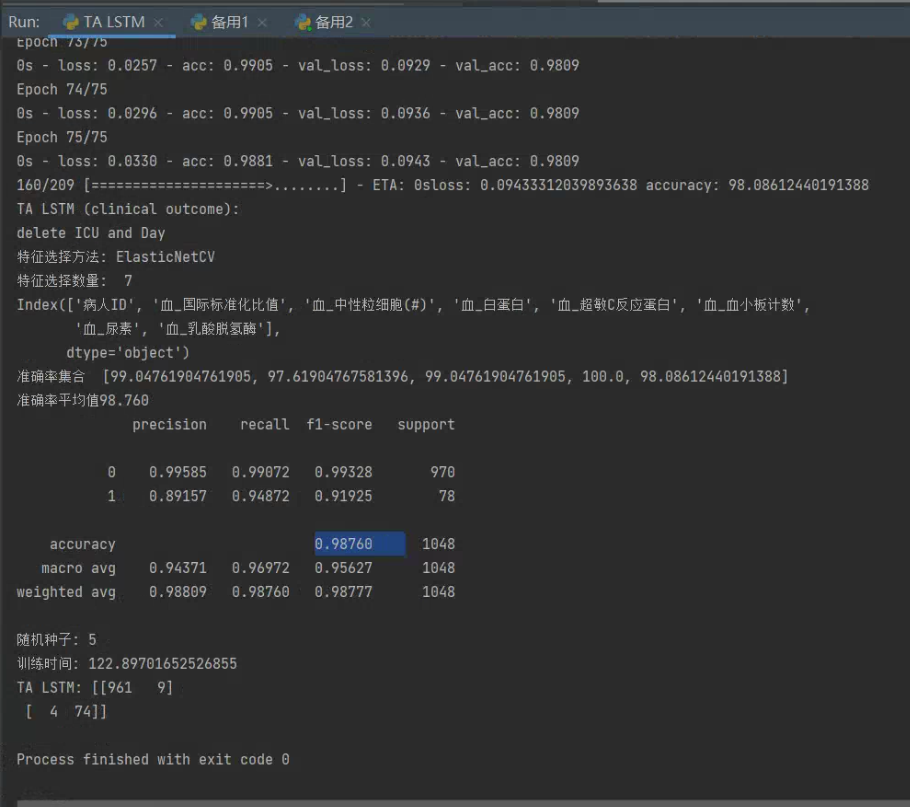 Run: TA LSTM × 备用1 × 备用2 ×
Epoch 73/75
0s - loss: 0.0257 - acc: 0.9905 - val_loss: 0.0929 - val_acc: 0.9809
Epoch 74/75
0s - loss: 0.0296 - acc: 0.9905 - val_loss: 0.0936 - val_acc: 0.9809
Epoch 75/75
0s - loss: 0.0330 - acc: 0.9881 - val_loss: 0.0943 - val_acc: 0.9809
160/209 [=====================>........] - ETA: 0sloss: 0.09433312039893638 accuracy: 98.08612440191388
TA LSTM (clinical outcome):
delete ICU and Day
特征选择方法: ElasticNetCV
特征选择数量:  7
Index(['病人ID', '血_国际标准化比值', '血_中性粒细胞(#)', '血_白蛋白', '血_超敏C反应蛋白', '血_血小板计数',
'血_尿素', '血_乳酸脱氢酶'],
dtype='object')
准确率集合  [99.04761904761905, 97.61904767581396, 99.04761904761905, 100.0, 98.08612440191388]
准确率平均值98.760
precision recall f1-score support
0 0.99585 0.99072 0.99328 970
1 0.89157 0.94872 0.91925 78
accuracy 0.98760 1048
macro avg 0.94371 0.96972 0.95627 1048
weighted avg 0.98809 0.98760 0.98777 1048
随机种子: 5
训练时间: 122.89701652526855
TA LSTM: [[961   9]
[  4  74]]
Process finished with exit code 0